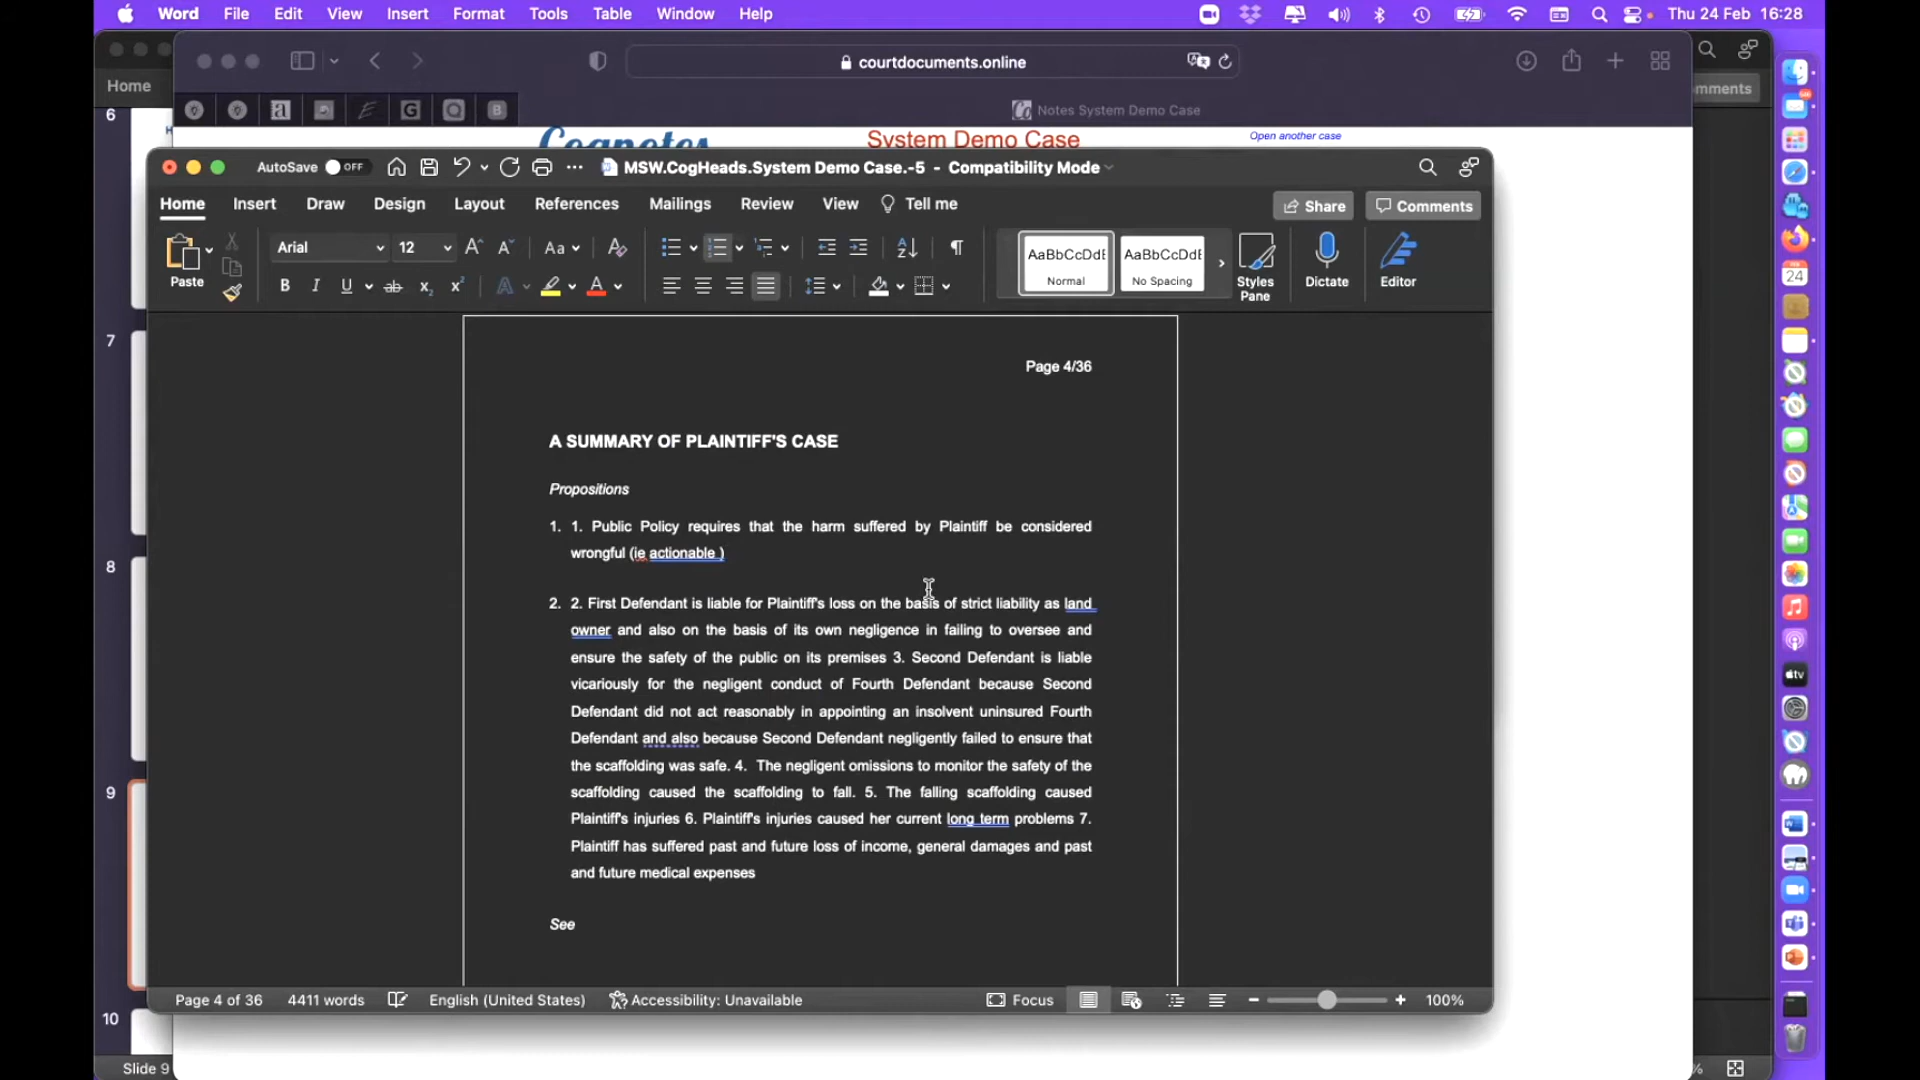 Word File Edit View Insert Format Tools Table Window Help Thu 24 Feb 16:28
courtdocuments.online
Home
mments
Notes System Demo Case
6
Cognotes System Demo Case Open another case
AutoSave OFF MSW.CogHeads.System Demo Case.-5 - Compatibility Mode
Home Insert Draw Design Layout References Mailings Review View Tell me Share Comments
Paste Arial 12 Aa AaBbCcDdE AaBbCcDdE
B I U ab x2 x2 A A Normal No Spacing Styles Pane Dictate Editor
7
Page 4/36
A SUMMARY OF PLAINTIFF'S CASE
Propositions
1. 1. Public Policy requires that the harm suffered by Plaintiff be considered
wrongful (ie actionable )
8
2. 2. First Defendant is liable for Plaintiff's loss on the basis of strict liability as land
owner and also on the basis of its own negligence in failing to oversee and
ensure the safety of the public on its premises 3. Second Defendant is liable
vicariously for the negligent conduct of Fourth Defendant because Second
Defendant did not act reasonably in appointing an insolvent uninsured Fourth
Defendant and also because Second Defendant negligently failed to ensure that
the scaffolding was safe. 4. The negligent omissions to monitor the safety of the
9
scaffolding caused the scaffolding to fall. 5. The falling scaffolding caused
Plaintiff's injuries 6. Plaintiff's injuries caused her current long term problems 7.
Plaintiff has suffered past and future loss of income, general damages and past
and future medical expenses
See
Page 4 of 36 4411 words English (United States) Accessibility: Unavailable Focus 100%
10
Slide 9 %